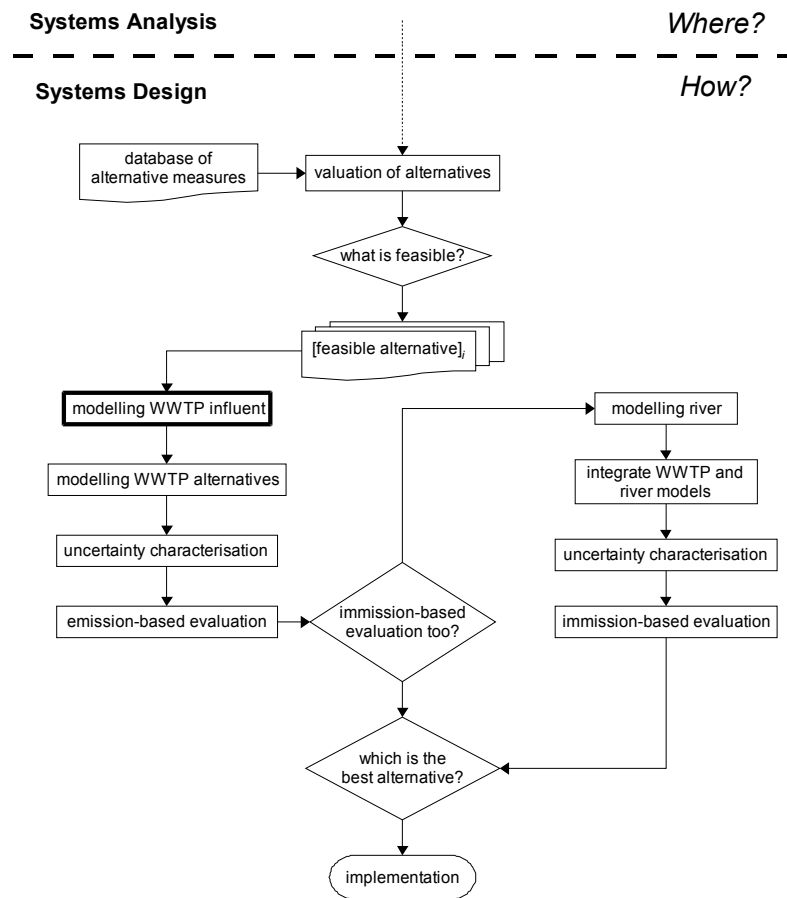 Systems Analysis
Where?
Systems Design
How?
database of
alternative measures
valuation of alternatives
what is feasible?
[feasible alternative]i
modelling WWTP influent
modelling WWTP alternatives
uncertainty characterisation
emission-based evaluation
immission-based
evaluation too?
modelling river
integrate WWTP and
river models
uncertainty characterisation
immission-based evaluation
which is the
best alternative?
implementation